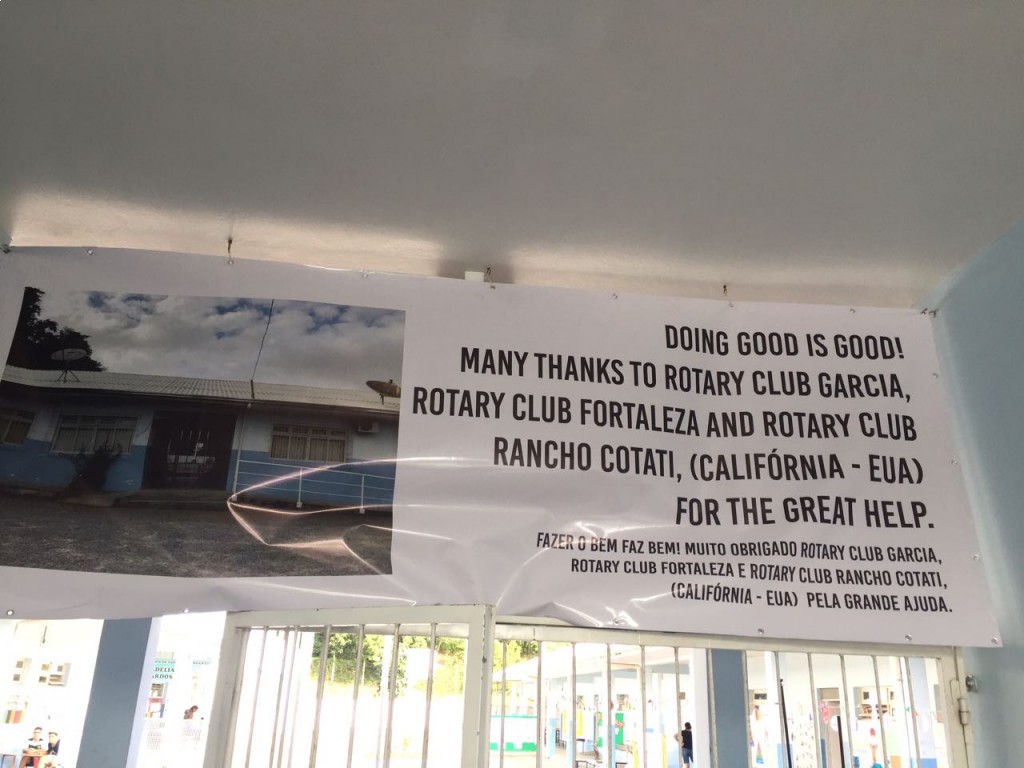 DOING GOOD IS GOOD!
MANY THANKS TO ROTARY CLUB GARCIA,
ROTARY CLUB FORTALEZA AND ROTARY CLUB
RANCHO COTATI, (CALIFÓRNIA - EUA)
FOR THE GREAT HELP.
FAZER O BEM FAZ BEM! MUITO OBRIGADO ROTARY CLUB GARCIA,
ROTARY CLUB FORTALEZA E ROTARY CLUB RANCHO COTATI,
(CALIFÓRNIA - EUA) PELA GRANDE AJUDA.